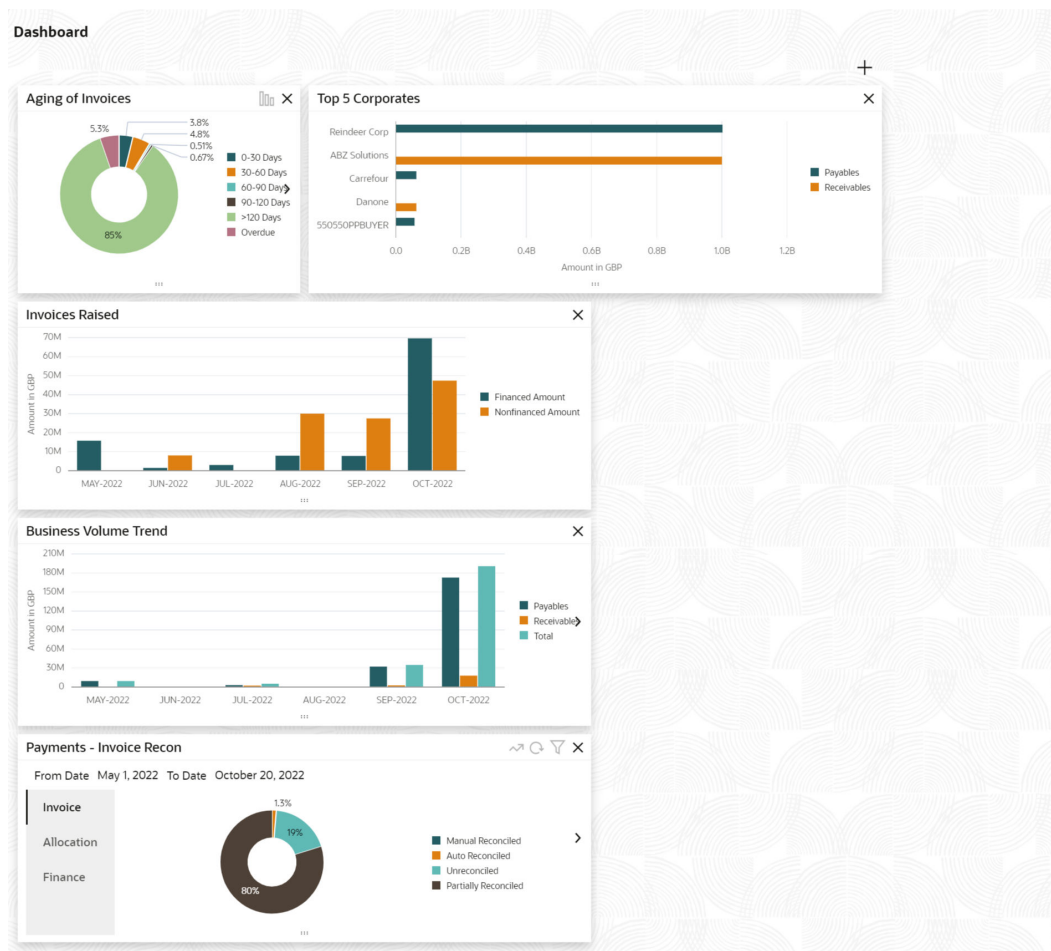 Dashboard
Aging of Invoices
5.3%
3.8%
4.8%
0.51%
0.67%
85%
0-30 Days
30-60 Days
60-90 Days
90-120 Days
>120 Days
Overdue
Top 5 Corporates
Reindeer Corp
ABZ Solutions
Carrefour
Danone
550550PPBUYER
0.0 0.2B 0.4B 0.6B 0.8B 1.0B 1.2B
Amount in GBP
Payables
Receivables
Invoices Raised
Amount in GBP
70M
60M
50M
40M
30M
20M
10M
0
MAY-2022 JUN-2022 JUL-2022 AUG-2022 SEP-2022 OCT-2022
Financed Amount
Nonfinanced Amount
Business Volume Trend
Amount in GBP
210M
180M
150M
120M
90M
60M
30M
0
MAY-2022 JUN-2022 JUL-2022 AUG-2022 SEP-2022 OCT-2022
Payables
Receivables
Total
Payments - Invoice Recon
From Date May 1, 2022 To Date October 20, 2022
Invoice
Allocation
Finance
1.3%
19%
80%
Manual Reconciled
Auto Reconciled
Unreconciled
Partially Reconciled